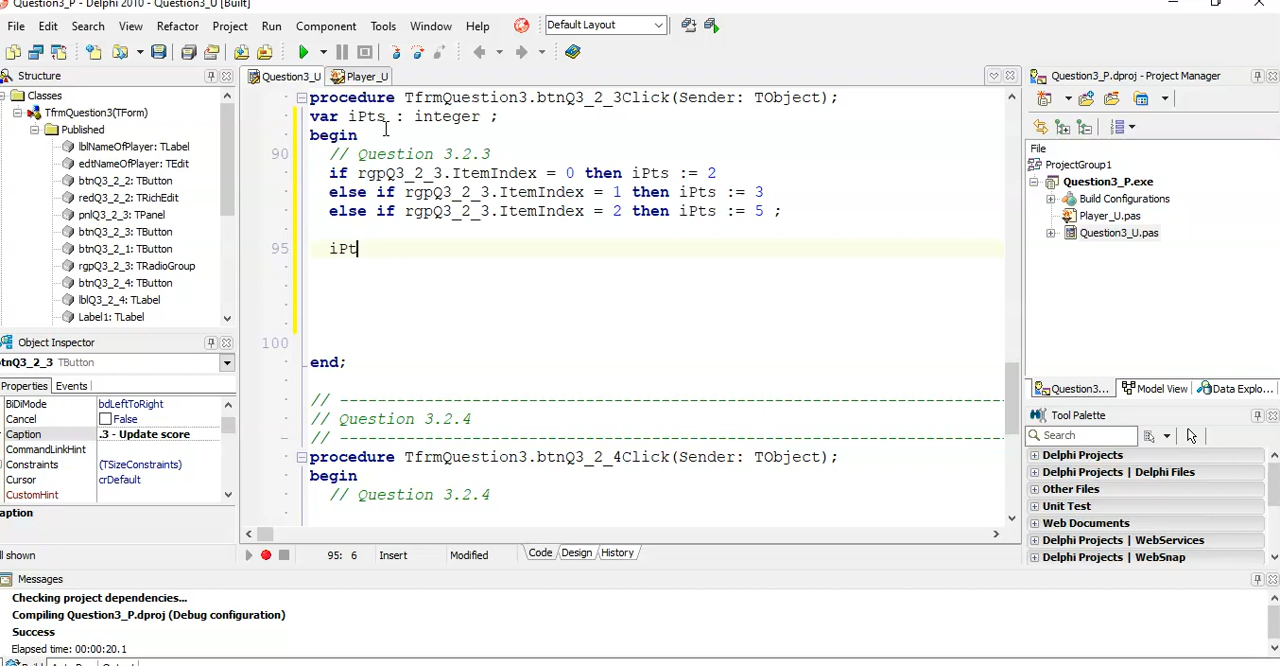 Question3_P - Delphi 2010 - Question3_U [Built]
File Edit Search View Refactor Project Run Component Tools Window Help Default Layout
Structure
Classes
TfrmQuestion3(TForm)
Published
lblNameOfPlayer: TLabel
edtNameOfPlayer: TEdit
btnQ3_2_2: TButton
redQ3_2_2: TRichEdit
pnlQ3_2_3: TPanel
btnQ3_2_3: TButton
btnQ3_2_1: TButton
rgpQ3_2_3: TRadioGroup
btnQ3_2_4: TButton
lblQ3_2_4: TLabel
Label1: TLabel
Object Inspector
btnQ3_2_3 TButton
Properties Events
BiDiMode bdLeftToRight
Cancel False
Caption .3 - Update score
CommandLinkHint
Constraints (TSizeConstraints)
Cursor crDefault
CustomHint
aption
ll shown
Question3_U Player_U
procedure TfrmQuestion3.btnQ3_2_3Click(Sender: TObject);
var iPts : integer ;
begin
90 // Question 3.2.3
if rgpQ3_2_3.ItemIndex = 0 then iPts := 2
else if rgpQ3_2_3.ItemIndex = 1 then iPts := 3
else if rgpQ3_2_3.ItemIndex = 2 then iPts := 5 ;
95 iPt
100
end;
// ------------------------------------------------------------------------
// Question 3.2.4
// ------------------------------------------------------------------------
procedure TfrmQuestion3.btnQ3_2_4Click(Sender: TObject);
begin
// Question 3.2.4
95: 6 Insert Modified Code Design History
Question3_P.dproj - Project Manager
File
ProjectGroup1
Question3_P.exe
Build Configurations
Player_U.pas
Question3_U.pas
Question3... Model View Data Explo...
Tool Palette
Search
Delphi Projects
Delphi Projects | Delphi Files
Other Files
Unit Test
Web Documents
Delphi Projects | WebServices
Delphi Projects | WebSnap
Messages
Checking project dependencies...
Compiling Question3_P.dproj (Debug configuration)
Success
Elapsed time: 00:00:20.1